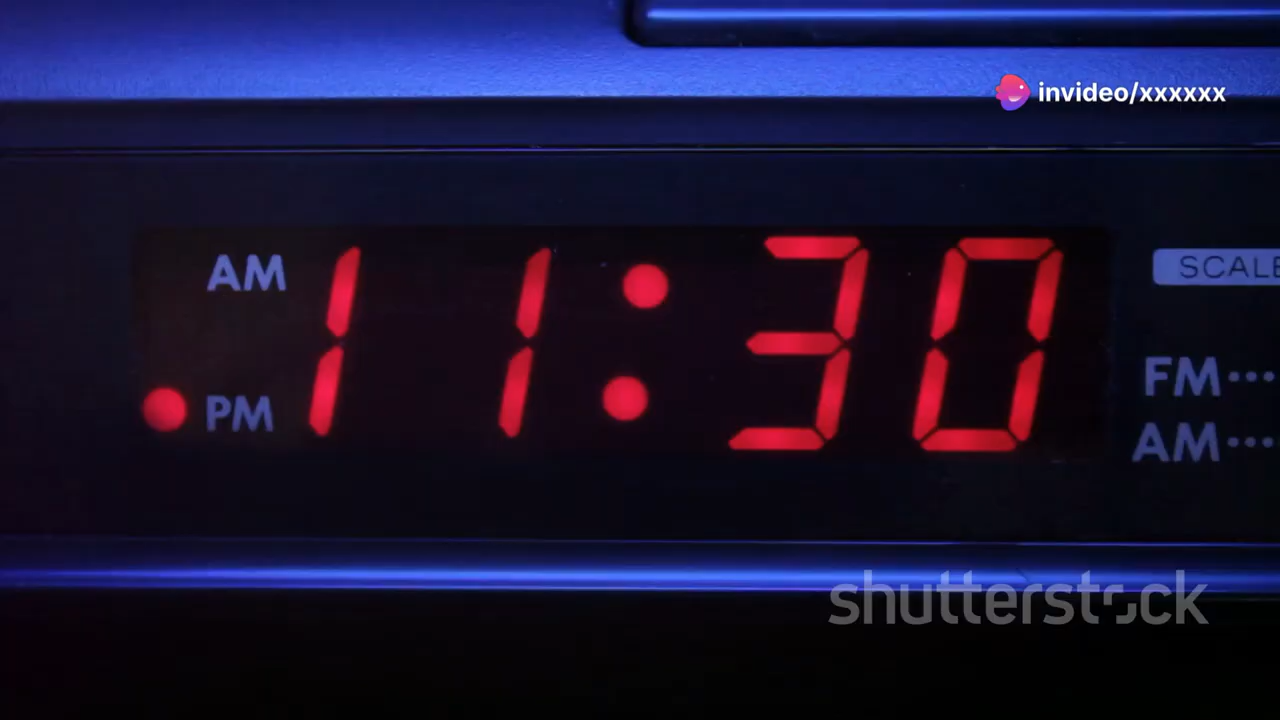 invideo/xxxxxx
AM
11:30
PM
SCALE
FM...
AM...
shutterstock